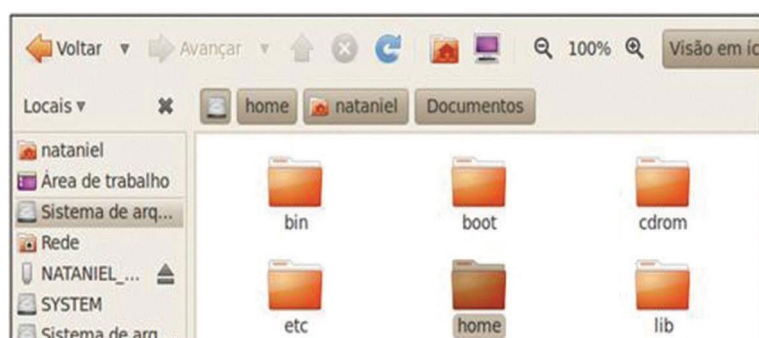 Voltar Avançar 100% Visão em íc
Locais home nataniel Documentos
nataniel
Área de trabalho
Sistema de arq...
Rede
NATANIEL_...
SYSTEM
Sistema de arq
bin boot cdrom
etc home lib